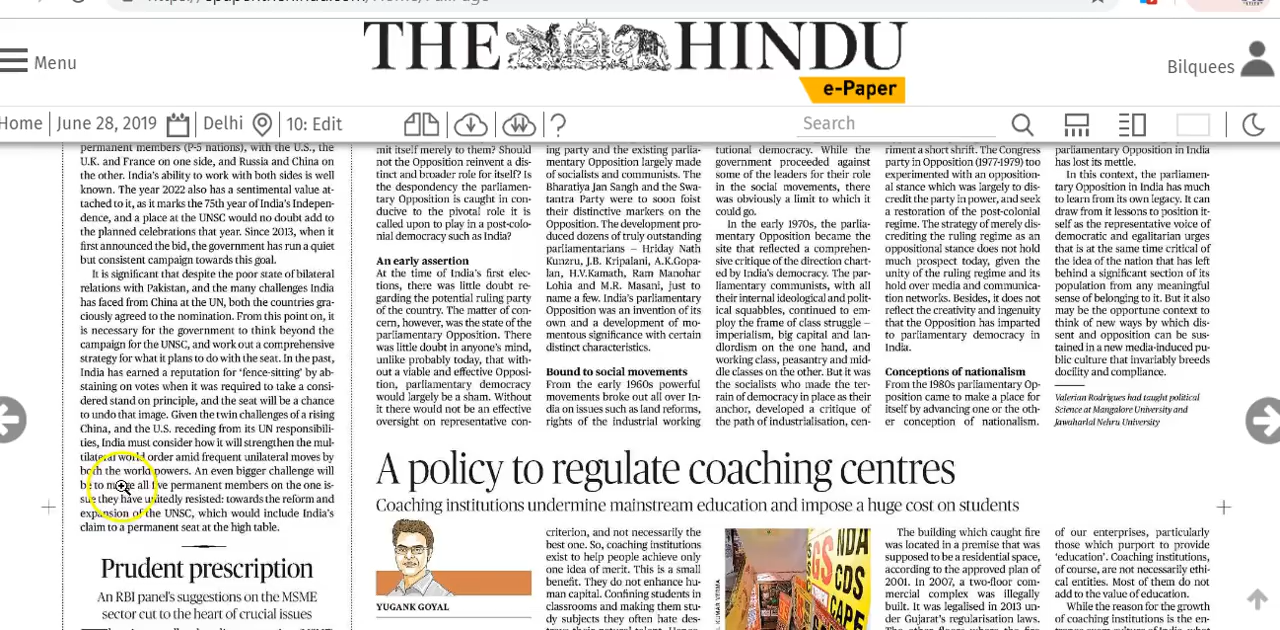 THE HINDU
e-Paper
Menu
Bilquees
Home
June 28, 2019
Delhi
10: Edit
?
Search
permanent members (P-5 nations), with the U.S., the
U.K. and France on one side, and Russia and China on
the other. India's ability to work with both sides is well
known. The year 2022 also has a sentimental value at-
tached to it, as it marks the 75th year of India's Indepen-
dence, and a place at the UNSC would no doubt add to
the planned celebrations that year. Since 2013, when it
first announced the bid, the government has run a quiet
but consistent campaign towards this goal.
It is significant that despite the poor state of bilateral
relations with Pakistan, and the many challenges India
has faced from China at the UN, both the countries gra-
ciously agreed to the nomination. From this point on, it
is necessary for the government to think beyond the
campaign for the UNSC, and work out a comprehensive
strategy for what it plans to do with the seat. In the past,
India has earned a reputation for 'fence-sitting' by ab-
staining on votes when it was required to take a consi-
dered stand on principle, and the seat will be a chance
to undo that image. Given the twin challenges of a rising
China, and the U.S. receding from its UN responsibili-
ties, India must consider how it will strengthen the mul-
tilateral world order amid frequent unilateral moves by
both the world powers. An even bigger challenge will
be to make all five permanent members on the one is-
sue they have unitedly resisted: towards the reform and
expansion of the UNSC, which would include India's
claim to a permanent seat at the high table.
Prudent prescription
An RBI panel's suggestions on the MSME
sector cut to the heart of crucial issues
mit itself merely to them? Should
not the Opposition reinvent a dis-
tinct and broader role for itself? Is
the despondency the parliamen-
tary Opposition is caught in con-
ducive to the pivotal role it is
called upon to play in a post-colo-
nial democracy such as India?
An early assertion
At the time of India's first elec-
tions, there was little doubt re-
garding the potential ruling party
of the country. The matter of con-
cern, however, was the state of the
parliamentary Opposition. There
was little doubt in anyone's mind,
unlike probably today, that with-
out a viable and effective Opposi-
tion, parliamentary democracy
would largely be a sham. Without
it there would not be an effective
oversight on representative con-
ing party and the existing parlia-
mentary Opposition largely made
of socialists and communists. The
Bharatiya Jan Sangh and the Swa-
tantra Party were to soon foist
their distinctive markers on the
Opposition. The development pro-
duced dozens of truly outstanding
parliamentarians – Hriday Nath
Kunzru, J.B. Kripalani, A.K.Gopa-
lan, H.V.Kamath, Ram Manohar
Lohia and M.R. Masani, just to
name a few. India's parliamentary
Opposition was an invention of its
own and a development of mo-
mentous significance with certain
distinct characteristics.
Bound to social movements
From the early 1960s powerful
movements broke out all over In-
dia on issues such as land reforms,
rights of the industrial working
tutional democracy. While the
government proceeded against
some of the leaders for their role
in the social movements, there
was obviously a limit to which it
could go.
In the early 1970s, the parlia-
mentary Opposition became the
site that reflected a comprehen-
sive critique of the direction chart-
ed by India's democracy. The par-
liamentary communists, with all
their internal ideological and polit-
ical squabbles, continued to em-
ploy the frame of class struggle –
imperialism, big capital and lan-
dlordism on the one hand, and
working class, peasantry and mid-
dle classes on the other. But it was
the socialists who made the ter-
rain of democracy in place as their
anchor, developed a critique of
the path of industrialisation, cen-
riment a short shrift. The Congress
party in Opposition (1977-1979) too
experimented with an opposition-
al stance which was largely to dis-
credit the party in power, and seek
a restoration of the post-colonial
regime. The strategy of merely dis-
crediting the ruling regime as an
oppositional stance does not hold
much prospect today, given the
unity of the ruling regime and its
hold over media and communica-
tion networks. Besides, it does not
reflect the creativity and ingenuity
that the Opposition has imparted
to parliamentary democracy in
India.
Conceptions of nationalism
From the 1980s parliamentary Op-
position came to make a place for
itself by advancing one or the oth-
er conception of nationalism.
parliamentary Opposition in India
has lost its mettle.
In this context, the parliamen-
tary Opposition in India has much
to learn from its own legacy. It can
draw from it lessons to position it-
self as the representative voice of
democratic and egalitarian urges
that is at the same time critical of
the idea of the nation that has left
behind a significant section of its
population from any meaningful
sense of belonging to it. But it also
may be the opportune context to
think of new ways by which dis-
sent and opposition can be sus-
tained in a new media-induced pu-
blic culture that invariably breeds
docility and compliance.
Valerian Rodrigues had taught political
Science at Mangalore University and
Jawaharlal Nehru University
A policy to regulate coaching centres
Coaching institutions undermine mainstream education and impose a huge cost on students
YUGANK GOYAL
criterion, and not necessarily the
best one. So, coaching institutions
exist to help people achieve only
one idea of merit. This is a small
benefit. They do not enhance hu-
man capital. Confining students in
classrooms and making them stu-
dy subjects they often hate des-
NDA
CDS
The building which caught fire
was located in a premise that was
supposed to be a residential space,
according to the approved plan of
2001. In 2007, a two-floor com-
mercial complex was illegally
built. It was legalised in 2013 un-
der Gujarat's regularisation laws.
of our enterprises, particularly
those which purport to provide
'education'. Coaching institutions,
of course, are not necessarily eth-
ical entities. Most of them do not
add to the value of education.
While the reason for the growth
of coaching institutions is the en-